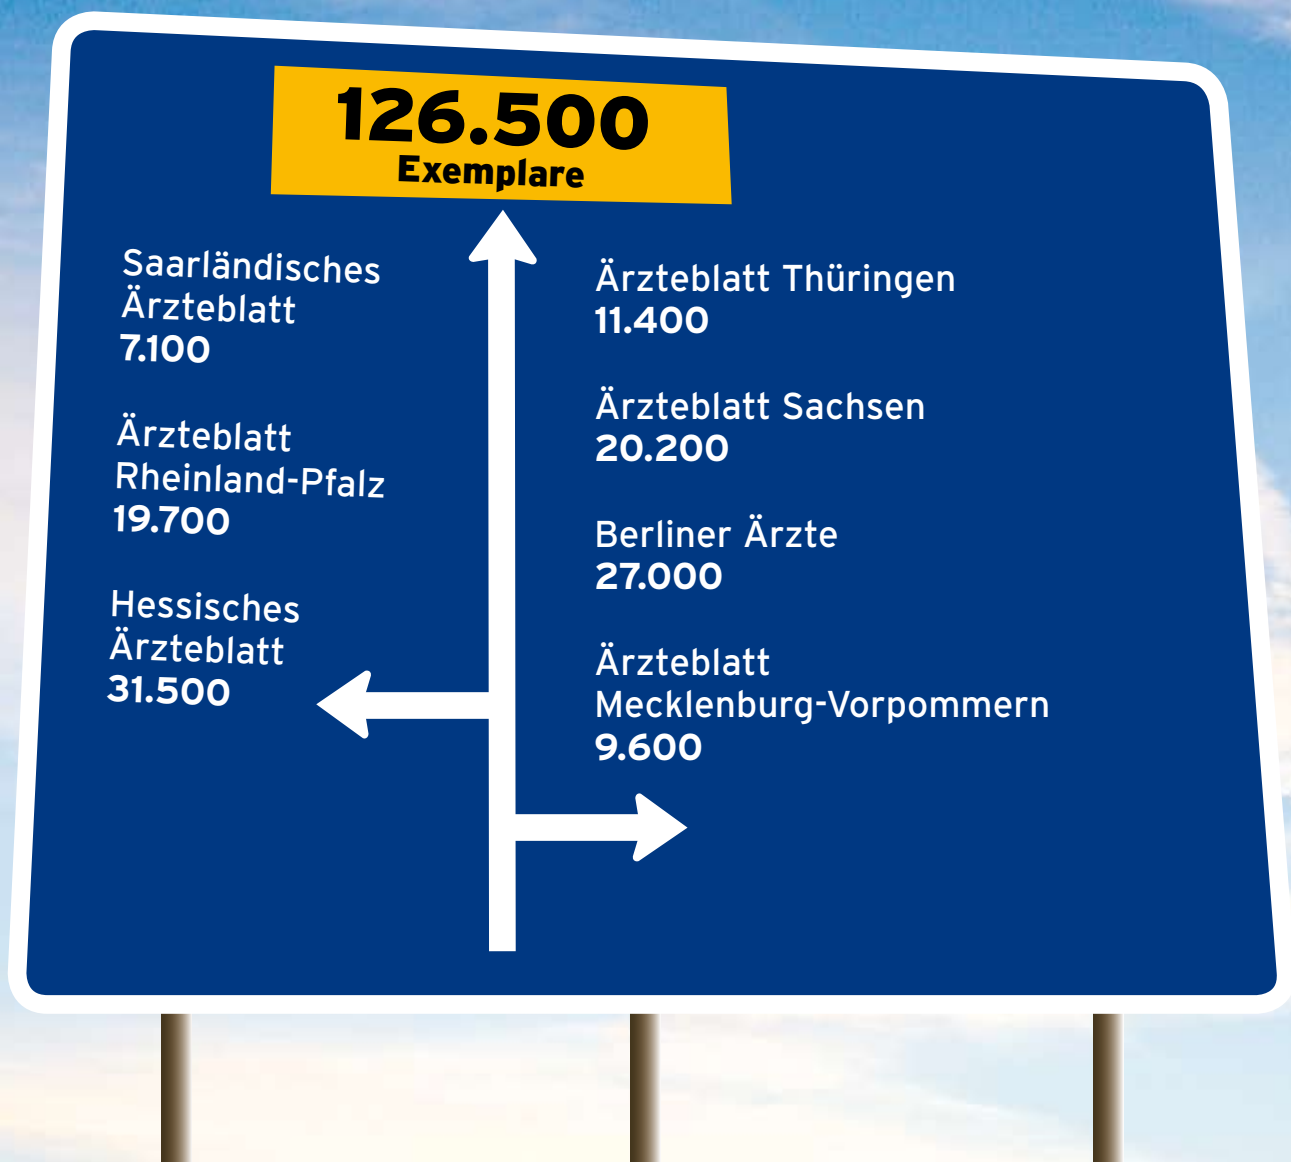 126.500
Exemplare
Saarländisches
Ärzteblatt
7.100
Ärzteblatt
Rheinland-Pfalz
19.700
Hessisches
Ärzteblatt
31.500
Ärzteblatt Thüringen
11.400
Ärzteblatt Sachsen
20.200
Berliner Ärzte
27.000
Ärzteblatt
Mecklenburg-Vorpommern
9.600